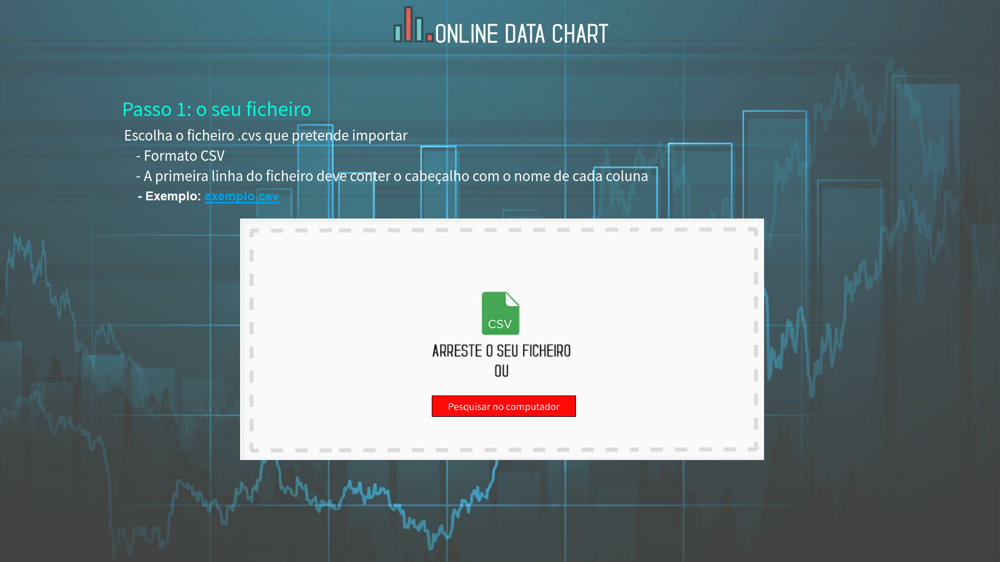 ONLINE DATA CHART
Passo 1: o seu ficheiro
Escolha o ficheiro .cvs que pretende importar
- Formato CSV
- A primeira linha do ficheiro deve conter o cabeçalho com o nome de cada coluna
- Exemplo: exemplo.csv
CSV
ARRESTE O SEU FICHEIRO
OU
Pesquisar no computador